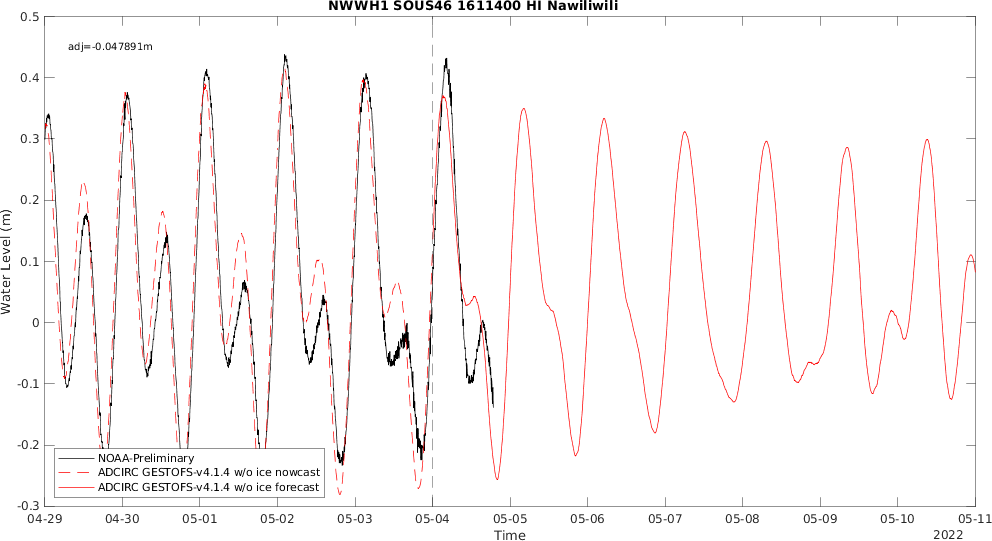 NWWH1 SOUS46 1611400 HI Nawiliwili
adj=-0.047891m
Water Level (m)
0.5
0.4
0.3
0.2
0.1
0
-0.1
-0.2
-0.3
NOAA-Preliminary
ADCIRC GESTOFS-v4.1.4 w/o ice nowcast
ADCIRC GESTOFS-v4.1.4 w/o ice forecast
04-29 04-30 05-01 05-02 05-03 05-04 05-05 05-06 05-07 05-08 05-09 05-10 05-11
Time
2022